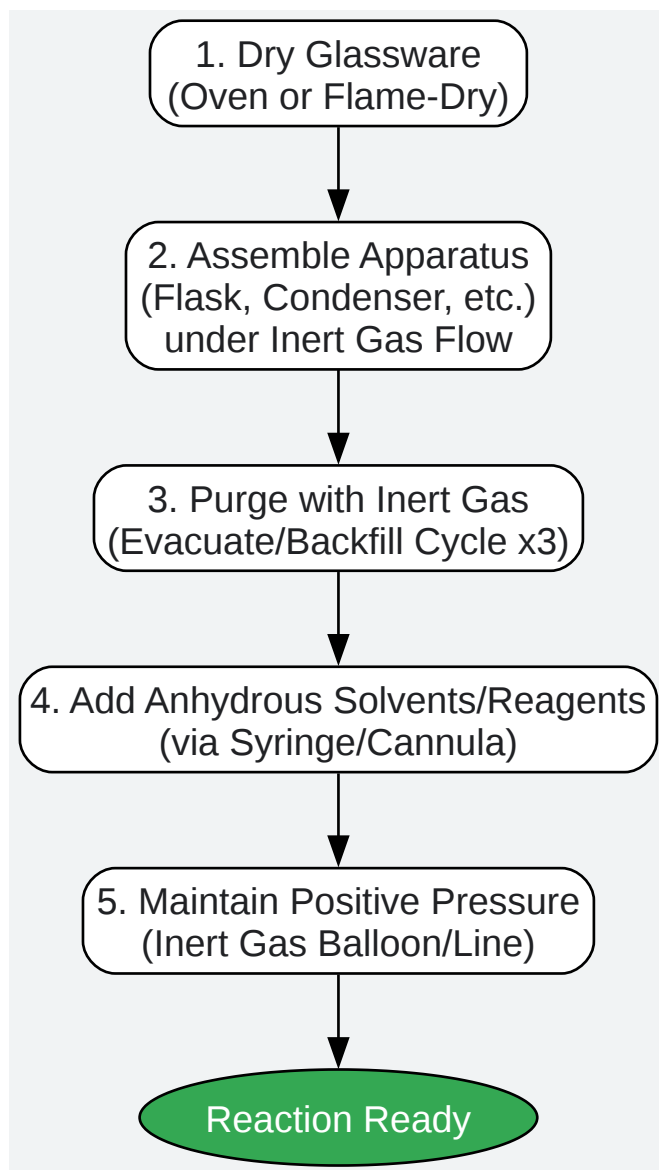 1. Dry Glassware
(Oven or Flame-Dry)
2. Assemble Apparatus
(Flask, Condenser, etc.)
under Inert Gas Flow
3. Purge with Inert Gas
(Evacuate/Backfill Cycle x3)
4. Add Anhydrous Solvents/Reagents
(via Syringe/Cannula)
5. Maintain Positive Pressure
(Inert Gas Balloon/Line)
Reaction Ready